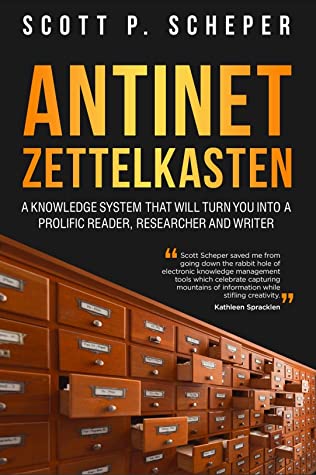 SCOTT P. SCHEPER
ANTINET
ZETTELKASTEN
A KNOWLEDGE SYSTEM THAT WILL TURN YOU INTO A
PROLIFIC READER, RESEARCHER AND WRITER
“ Scott Scheper saved me from
going down the rabbit hole of
electronic knowledge management
tools which celebrate capturing
mountains of information while
stifling creativity. ”
Kathleen Spracklen